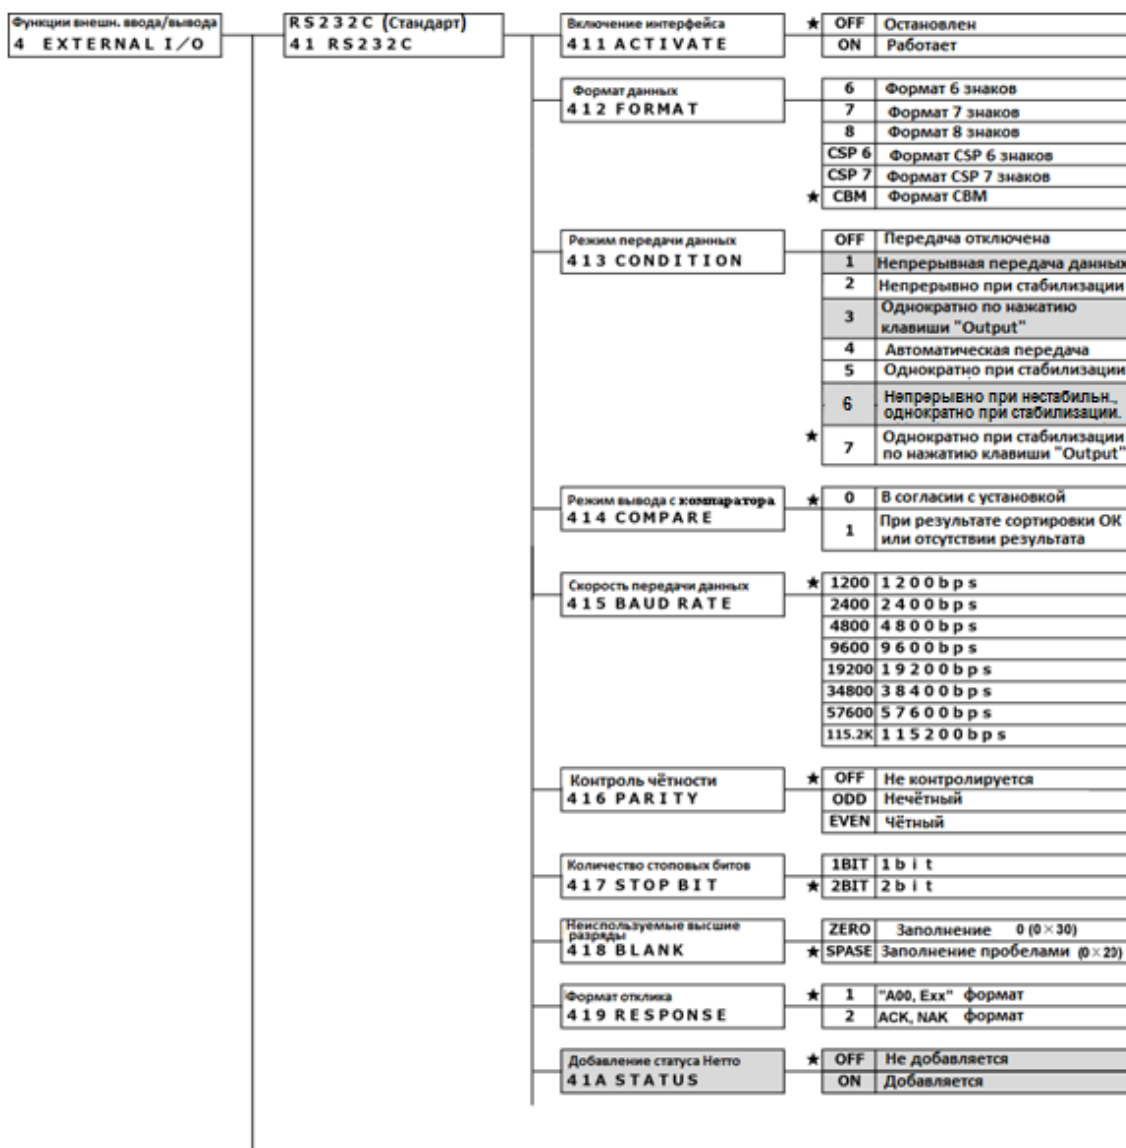 Функции внешн. ввода/вывода
4 EXTERNAL I/O
RS232C (Стандарт)
41 RS232C
Включение интерфейса
411 ACTIVATE
★ OFF Остановлен
ON Работает
Формат данных
412 FORMAT
6 Формат 6 знаков
7 Формат 7 знаков
8 Формат 8 знаков
CSP 6 Формат CSP 6 знаков
CSP 7 Формат CSP 7 знаков
★ CBM Формат CBM
Режим передачи данных
413 CONDITION
OFF Передача отключена
1 Непрерывная передача данных
2 Непрерывно при стабилизации
3 Однократно по нажатию
клавиши "Output"
4 Автоматическая передача
5 Однократно при стабилизации
6 Непрерывно при нестабильн.,
однократно при стабилизации.
★ 7 Однократно при стабилизации
по нажатию клавиши "Output"
Режим вывода с компаратора
414 COMPARE
★ 0 В согласии с установкой
1 При результате сортировки ОК
или отсутствии результата
Скорость передачи данных
415 BAUD RATE
★ 1200 1200bps
2400 2400bps
4800 4800bps
9600 9600bps
19200 19200bps
34800 38400bps
57600 57600bps
115.2K 115200bps
Контроль чётности
416 PARITY
★ OFF Не контролируется
ODD Нечётный
EVEN Чётный
Количество стоповых битов
417 STOP BIT
1BIT 1bit
★ 2BIT 2bit
Неиспользуемые высшие
разряды
418 BLANK
ZERO Заполнение 0 (0×30)
★ SPASE Заполнение пробелами (0×20)
Формат отклика
419 RESPONSE
★ 1 "A00, Exx" формат
2 ACK, NAK формат
Добавление статуса Нетто
41A STATUS
★ OFF Не добавляется
ON Добавляется